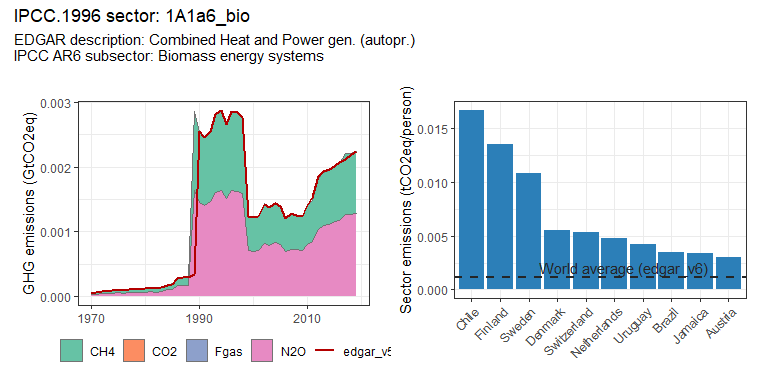 IPCC.1996 sector: 1A1a6_bio
EDGAR description: Combined Heat and Power gen. (autopr.)
IPCC AR6 subsector: Biomass energy systems
GHG emissions (GtCO2eq)
0.003
0.002
0.001
0.000
1970
1990
2010
CH4
CO2
Fgas
N2O
Sector emissions (tCO2eq/person)
0.015
0.010
0.005
0.000
World average (edgar_v6)
Chile
Finland
Sweden
Denmark
Switzerland
Netherlands
Uruguay
Brazil
Jamaica
Austria